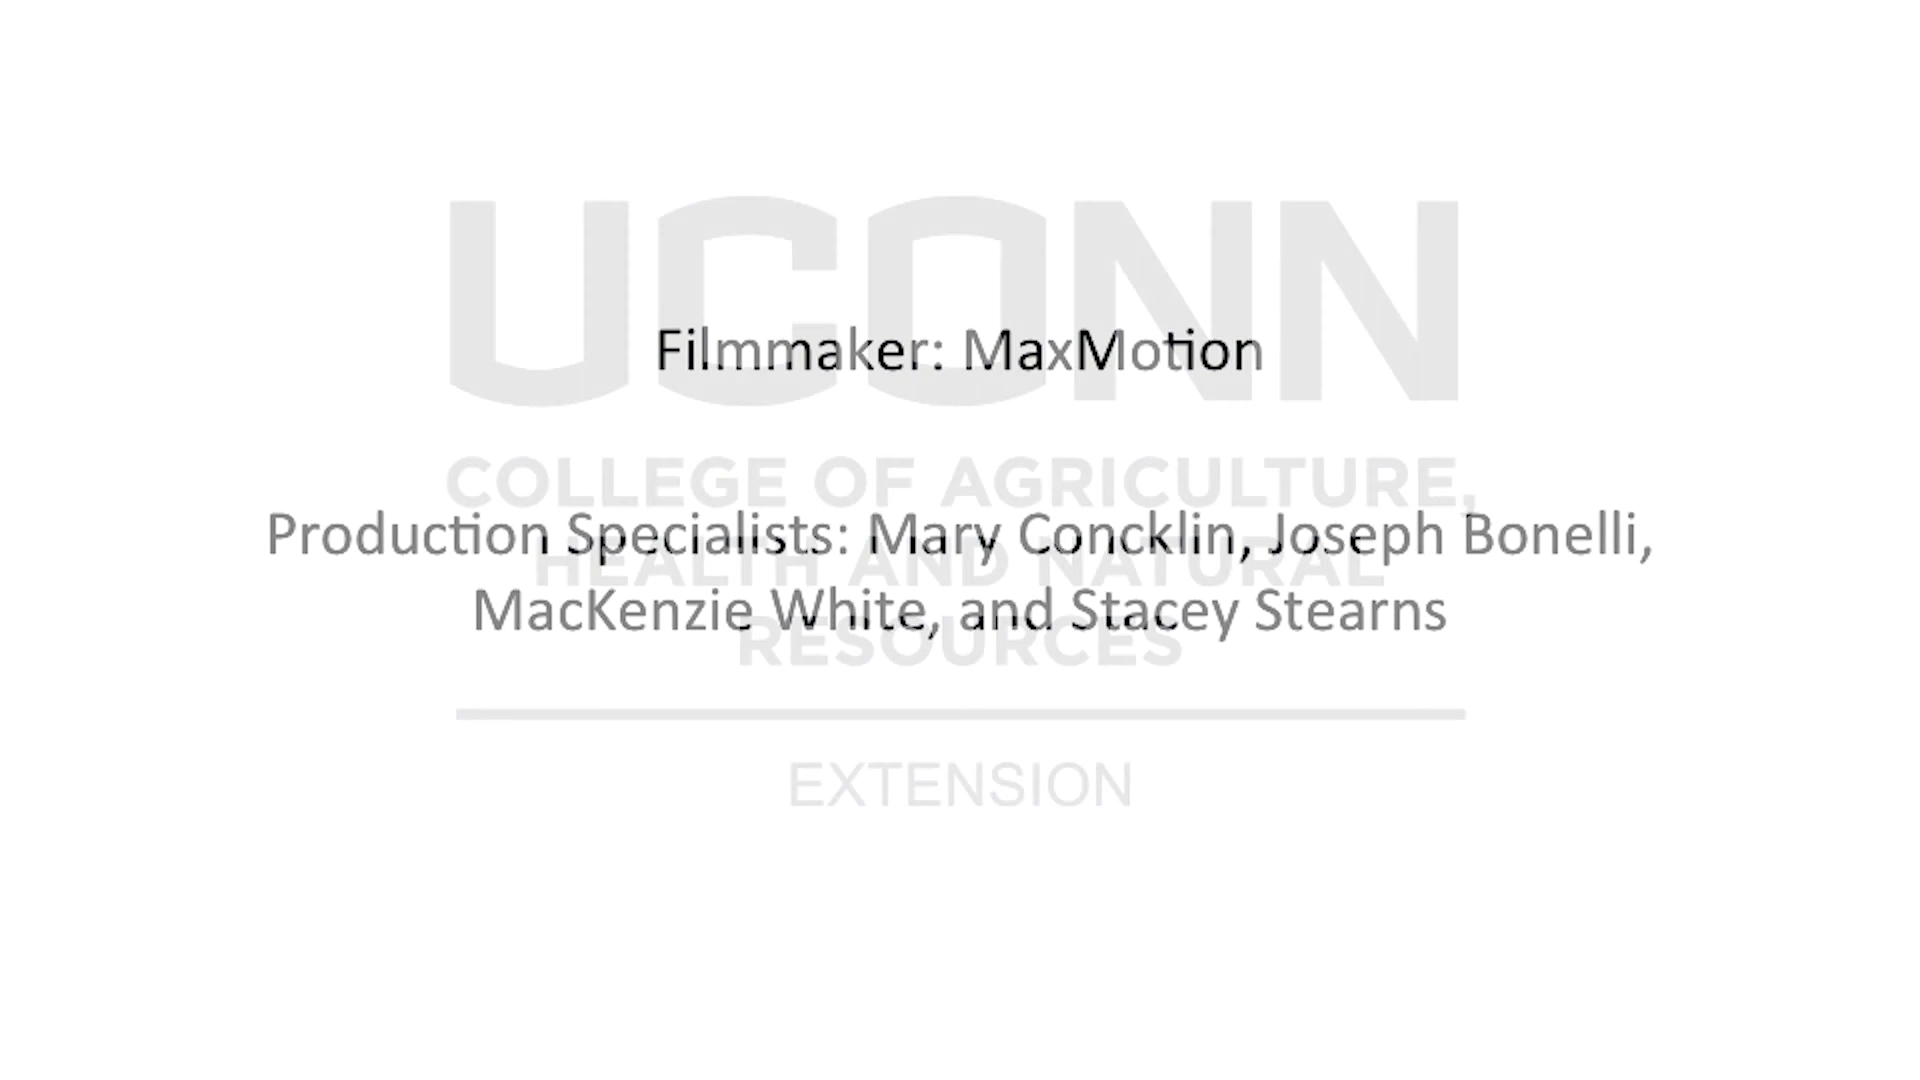 UCONN
Filmmaker: MaxMotion
COLLEGE OF AGRICULTURE,
Production Specialists: Mary Concklin, Joseph Bonelli,
HEALTH AND NATURAL
MacKenzie White, and Stacey Stearns
RESOURCES
EXTENSION